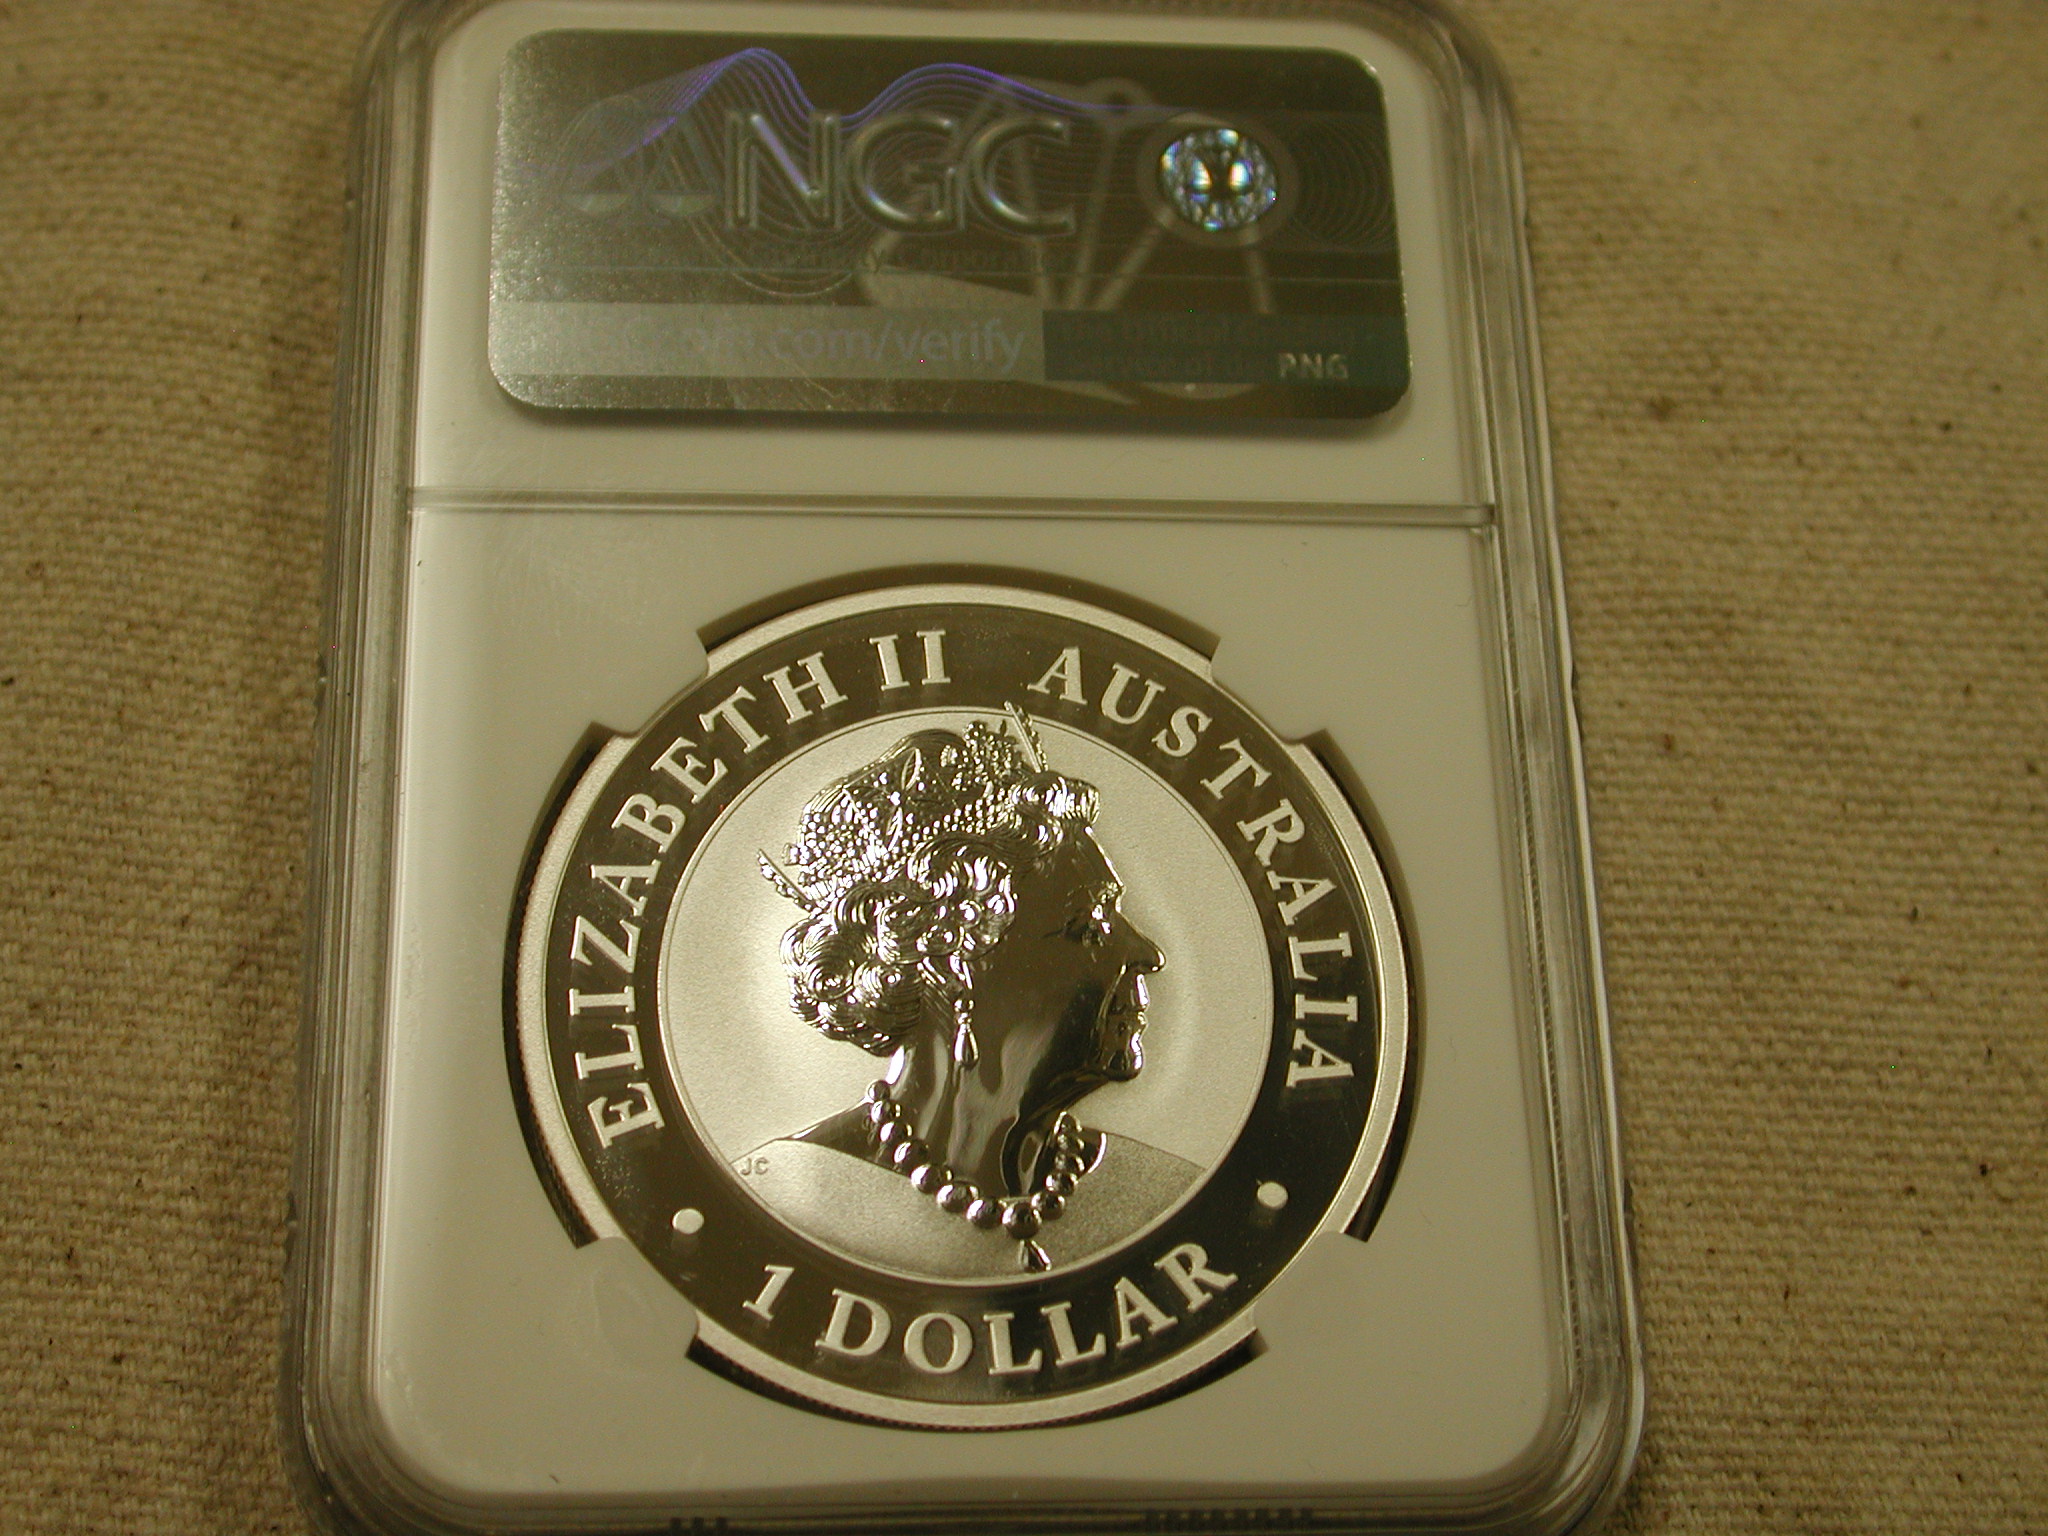 NGC
.com/verify
PNG
ELIZABETH II AUSTRALIA
JC
• 1 DOLLAR •